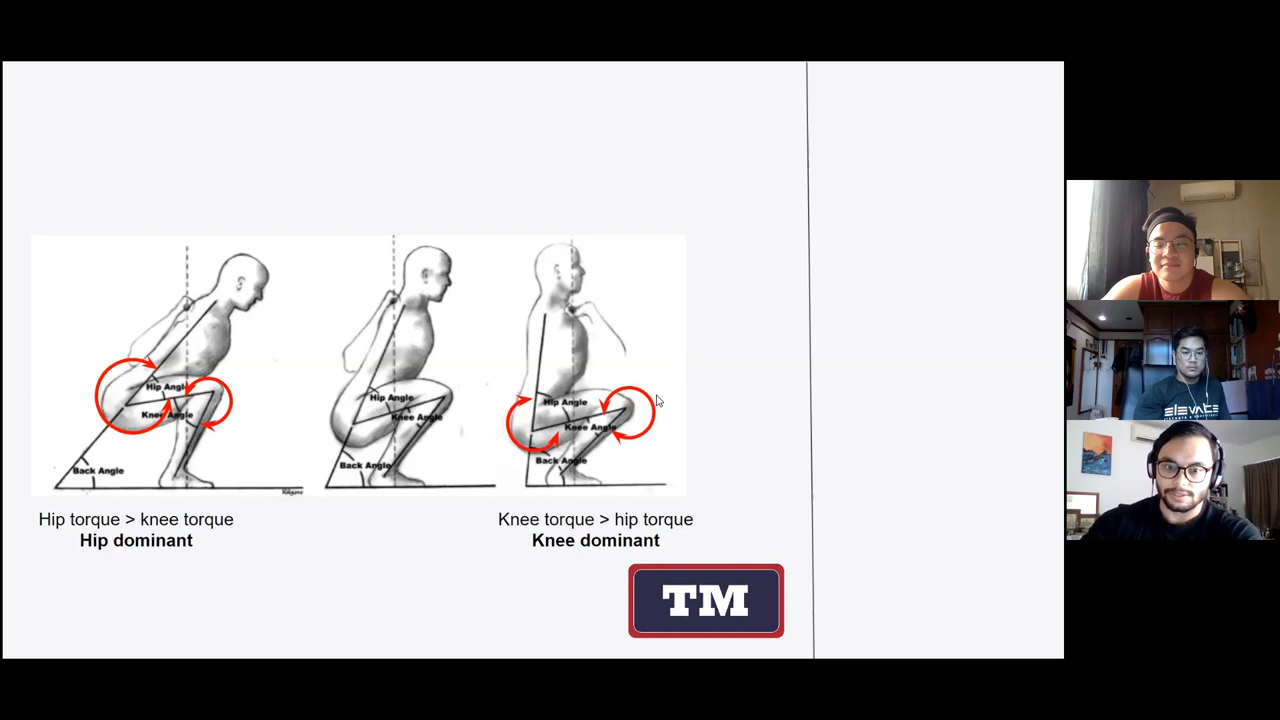 Hip Angle
Knee Angle
Back Angle
Hip Angle
Knee Angle
Back Angle
Hip Angle
Knee Angle
Back Angle
Hip torque > knee torque
Hip dominant
Knee torque > hip torque
Knee dominant
TM
ELEVATE